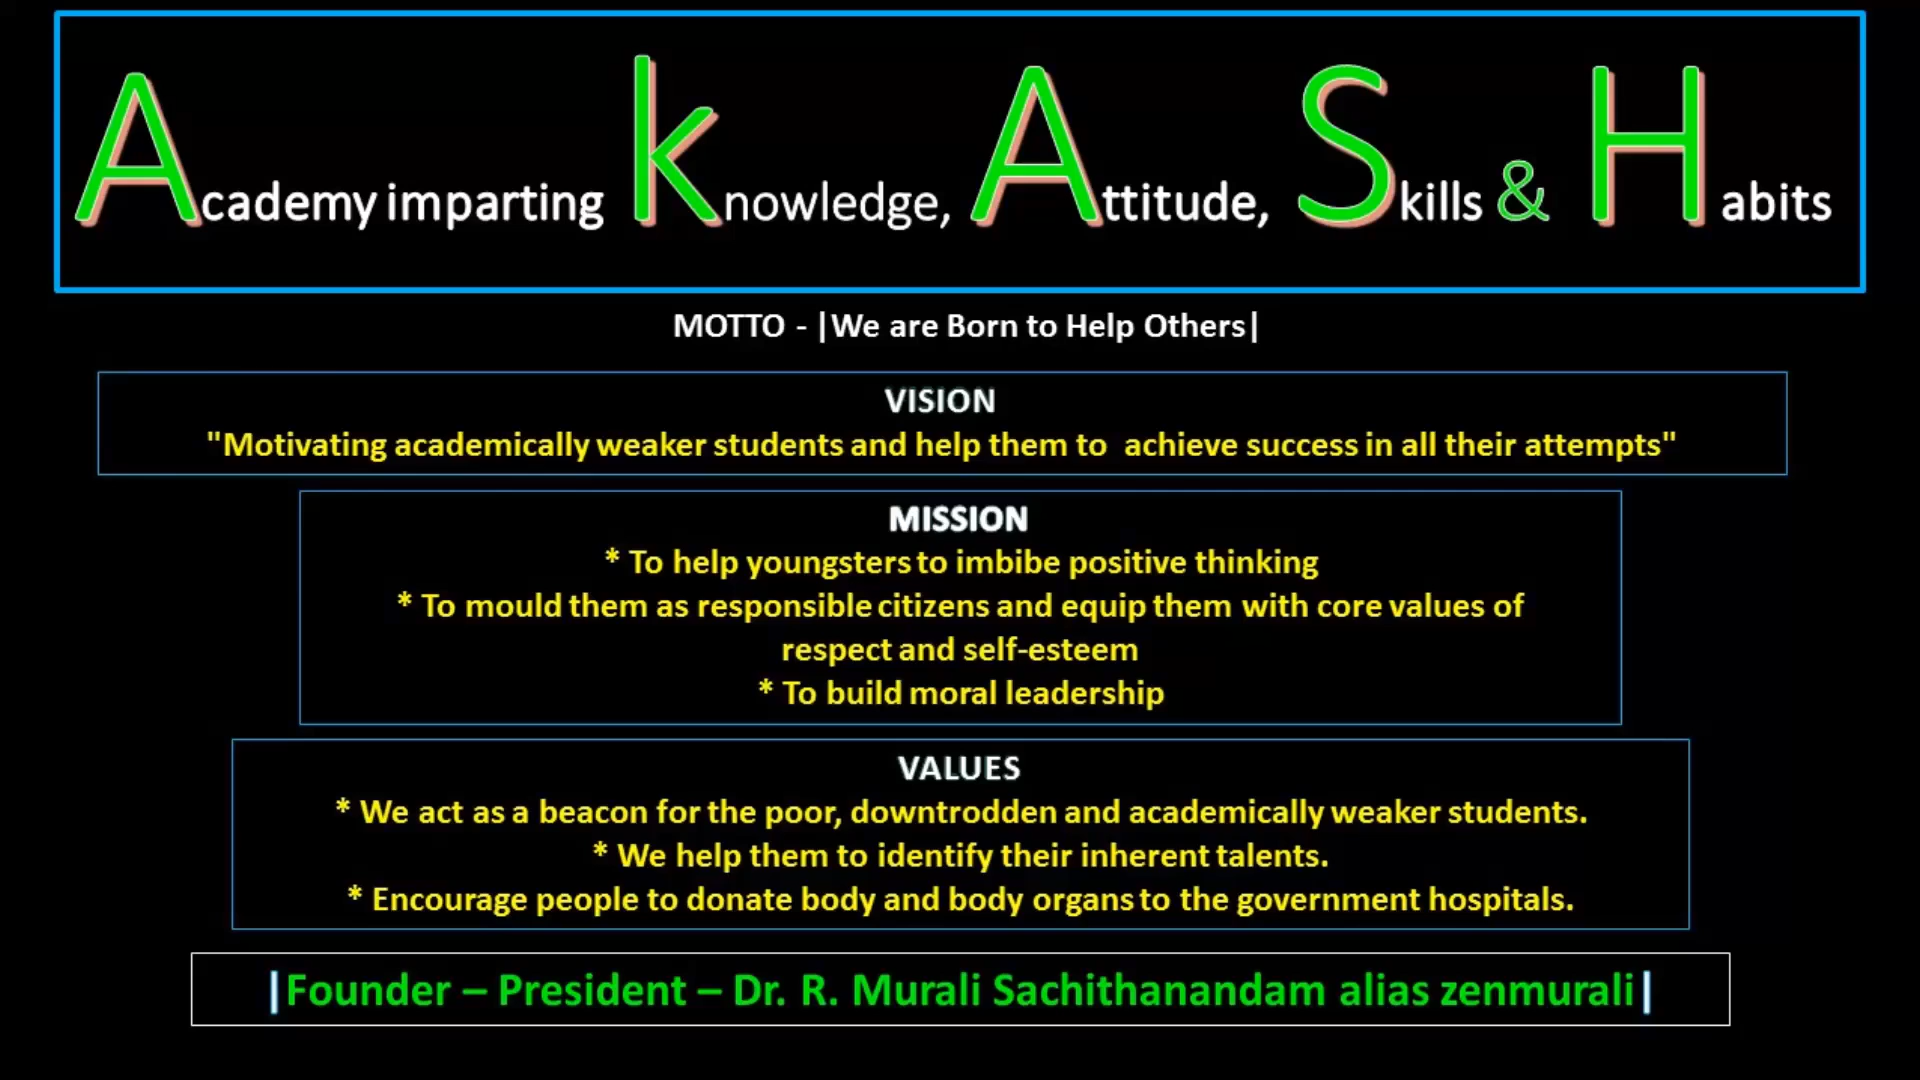 Academy imparting knowledge, Attitude, Skills & Habits
MOTTO - |We are Born to Help Others|
VISION
"Motivating academically weaker students and help them to  achieve success in all their attempts"
MISSION
* To help youngsters to imbibe positive thinking
* To mould them as responsible citizens and equip them with core values of
respect and self-esteem
* To build moral leadership
VALUES
* We act as a beacon for the poor, downtrodden and academically weaker students.
* We help them to identify their inherent talents.
* Encourage people to donate body and body organs to the government hospitals.
|Founder – President – Dr. R. Murali Sachithanandam alias zenmurali|